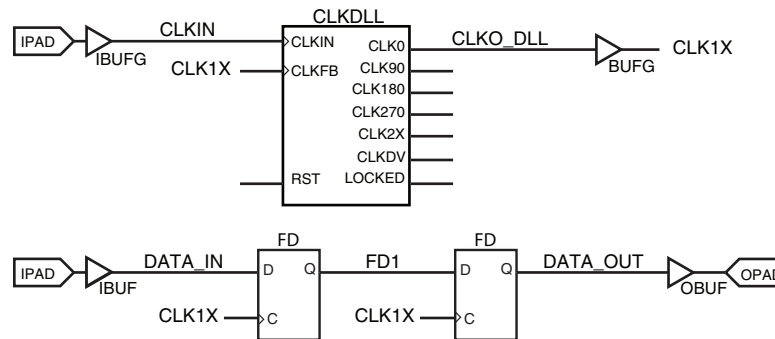 CLKDLL
IPAD
IBUFG
CLKIN
CLKIN
CLK0
CLKO_DLL
BUFG
CLK1X
CLK1X
CLKFB
CLK90
CLK180
CLK270
CLK2X
CLKDV
RST
LOCKED
FD
FD
IPAD
IBUF
DATA_IN
D
Q
FD1
D
Q
DATA_OUT
OBUF
OPAD
CLK1X
C
CLK1X
C